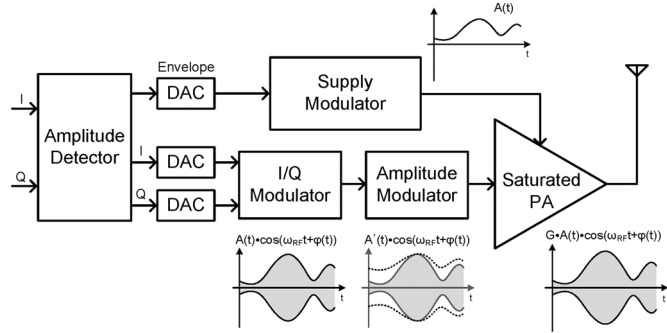 A(t)
t
Envelope
I
DAC
Supply
Modulator
Amplitude
Detector
I
DAC
Q
Q
DAC
I/Q
Modulator
Amplitude
Modulator
Saturated
PA
A(t)•cos(ωRFt+φ(t))
t
A'(t)•cos(ωRFt+φ(t))
t
G•A(t)•cos(ωRFt+φ(t))
t